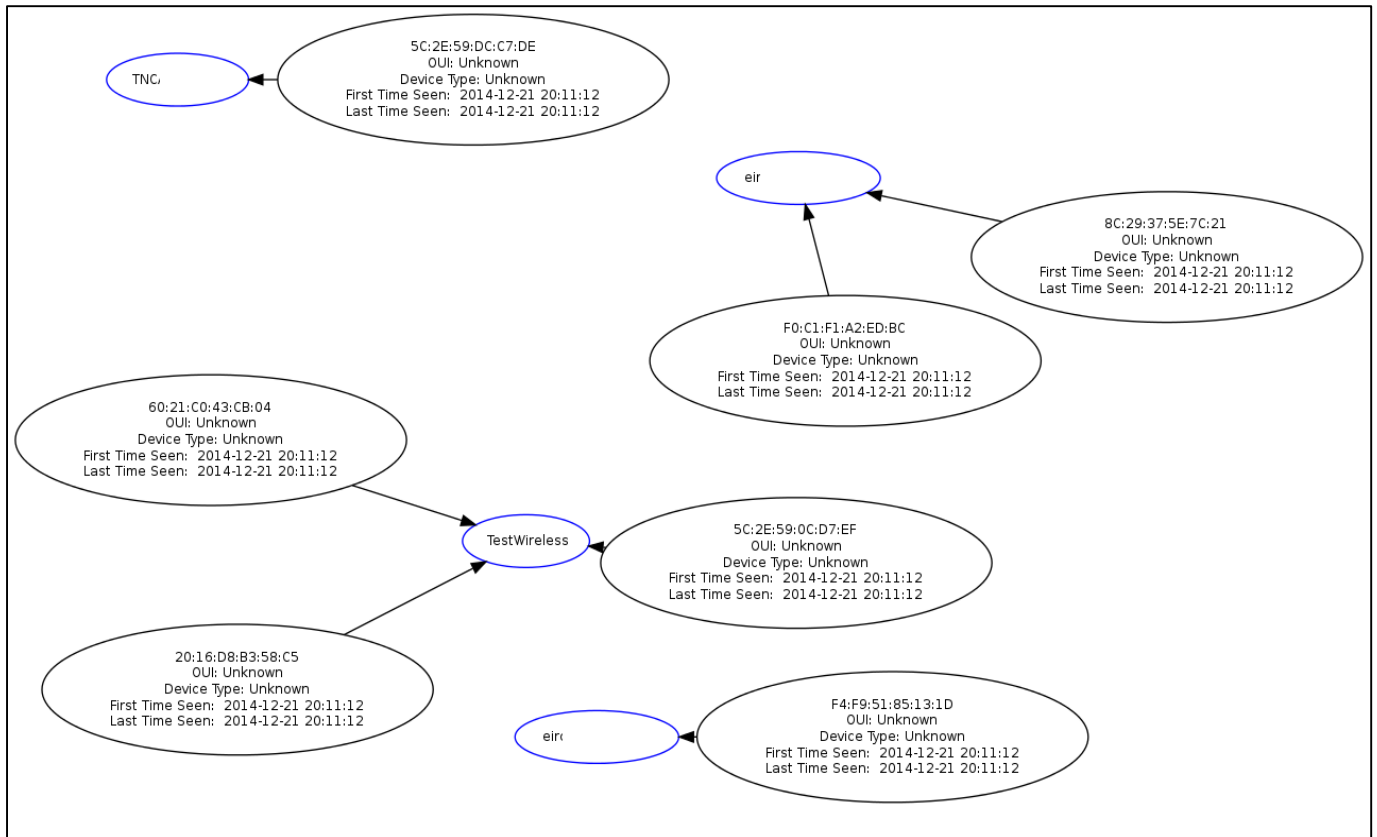 TNC
5C:2E:59:DC:C7:DE
OUI: Unknown
Device Type: Unknown
First Time Seen: 2014-12-21 20:11:12
Last Time Seen: 2014-12-21 20:11:12
eir
8C:29:37:5E:7C:21
OUI: Unknown
Device Type: Unknown
First Time Seen: 2014-12-21 20:11:12
Last Time Seen: 2014-12-21 20:11:12
F0:C1:F1:A2:ED:BC
OUI: Unknown
Device Type: Unknown
First Time Seen: 2014-12-21 20:11:12
Last Time Seen: 2014-12-21 20:11:12
60:21:C0:43:CB:04
OUI: Unknown
Device Type: Unknown
First Time Seen: 2014-12-21 20:11:12
Last Time Seen: 2014-12-21 20:11:12
TestWireless
5C:2E:59:0C:D7:EF
OUI: Unknown
Device Type: Unknown
First Time Seen: 2014-12-21 20:11:12
Last Time Seen: 2014-12-21 20:11:12
20:16:D8:B3:58:C5
OUI: Unknown
Device Type: Unknown
First Time Seen: 2014-12-21 20:11:12
Last Time Seen: 2014-12-21 20:11:12
eir
F4:F9:51:85:13:1D
OUI: Unknown
Device Type: Unknown
First Time Seen: 2014-12-21 20:11:12
Last Time Seen: 2014-12-21 20:11:12